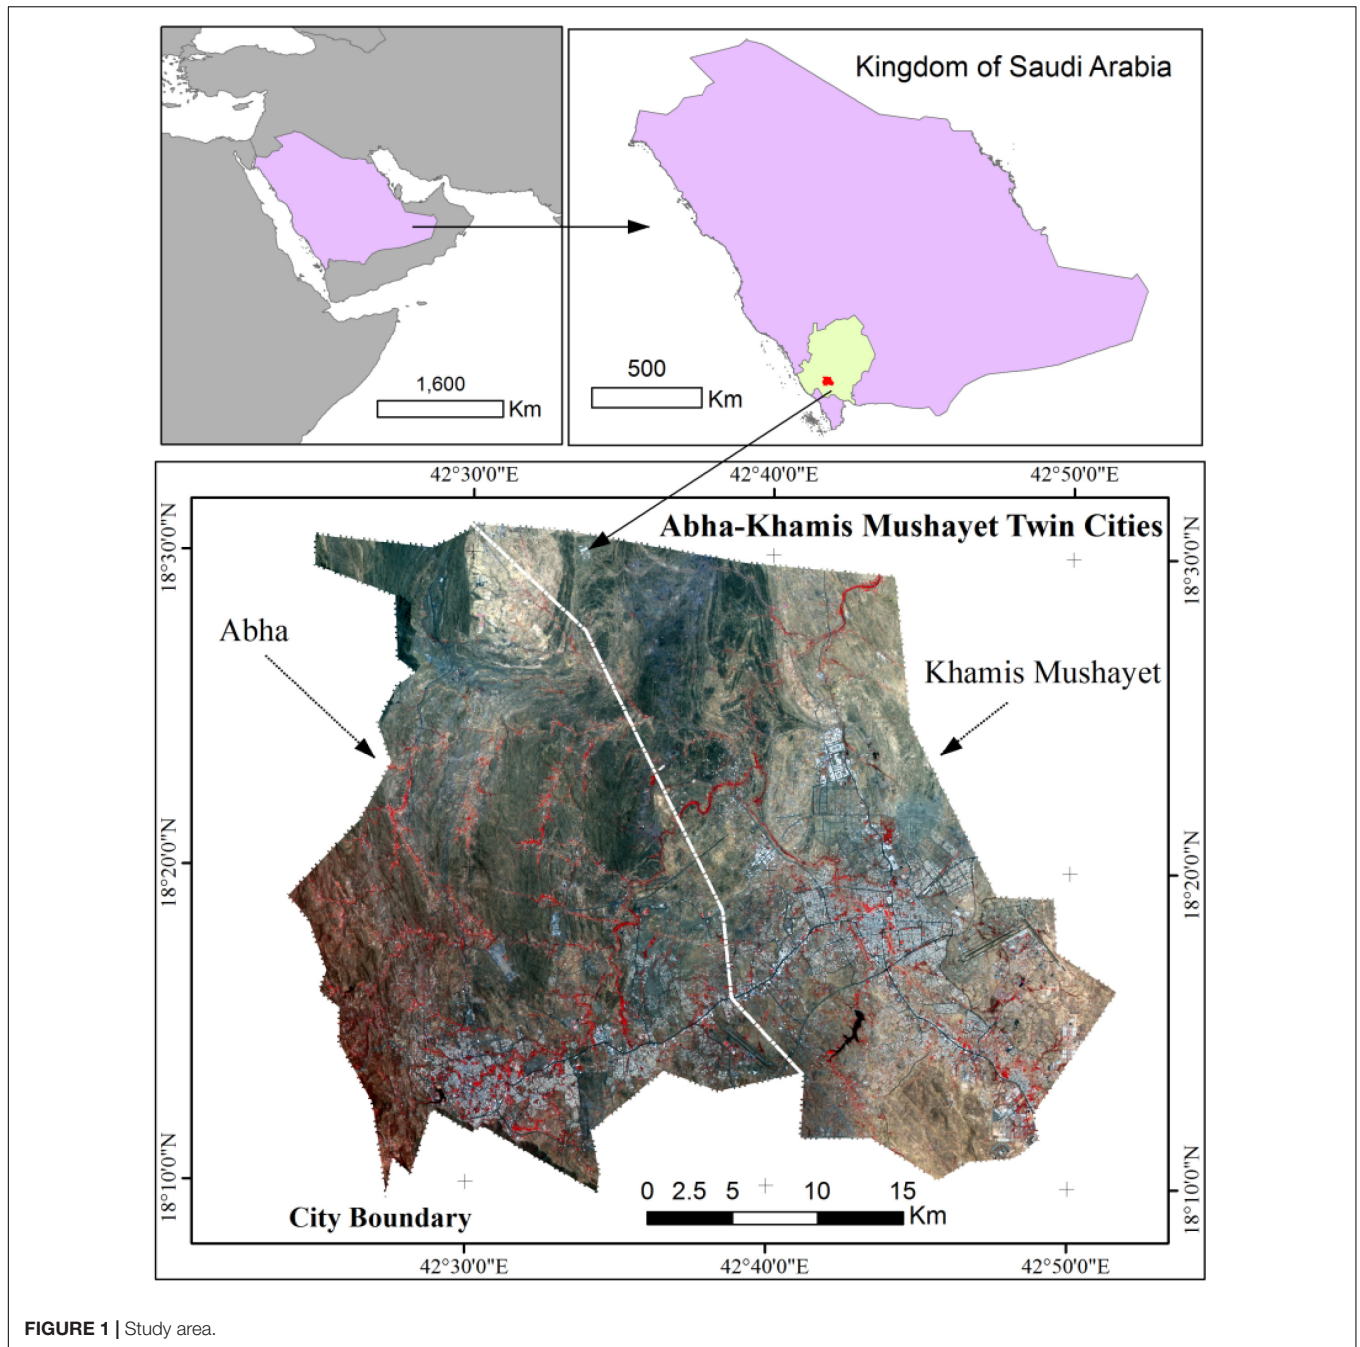 Kingdom of Saudi Arabia
1,600
Km
500
Km
42°30'0"E
42°40'0"E
42°50'0"E
Abha-Khamis Mushayet Twin Cities
18°30'0"N
18°30'0"N
Abha
Khamis Mushayet
18°20'0"N
18°20'0"N
18°10'0"N
18°10'0"N
0 2.5 5 10 15
Km
City Boundary
42°30'0"E
42°40'0"E
42°50'0"E
FIGURE 1 | Study area.